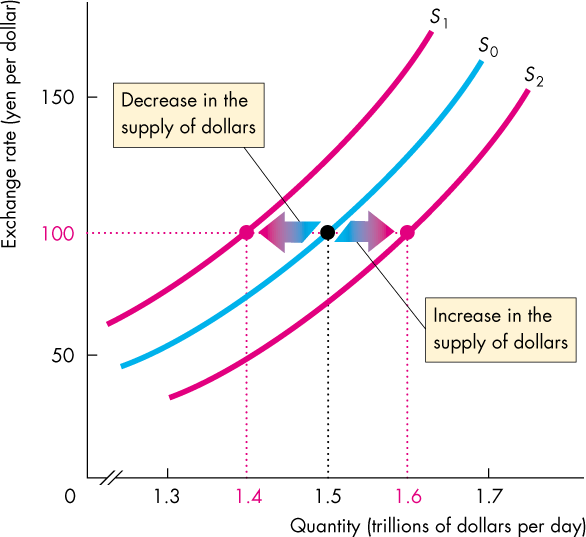 Exchange rate (yen per dollar)
S1
S0
S2
150
Decrease in the
supply of dollars
100
Increase in the
supply of dollars
50
0
1.3
1.4
1.5
1.6
1.7
Quantity (trillions of dollars per day)